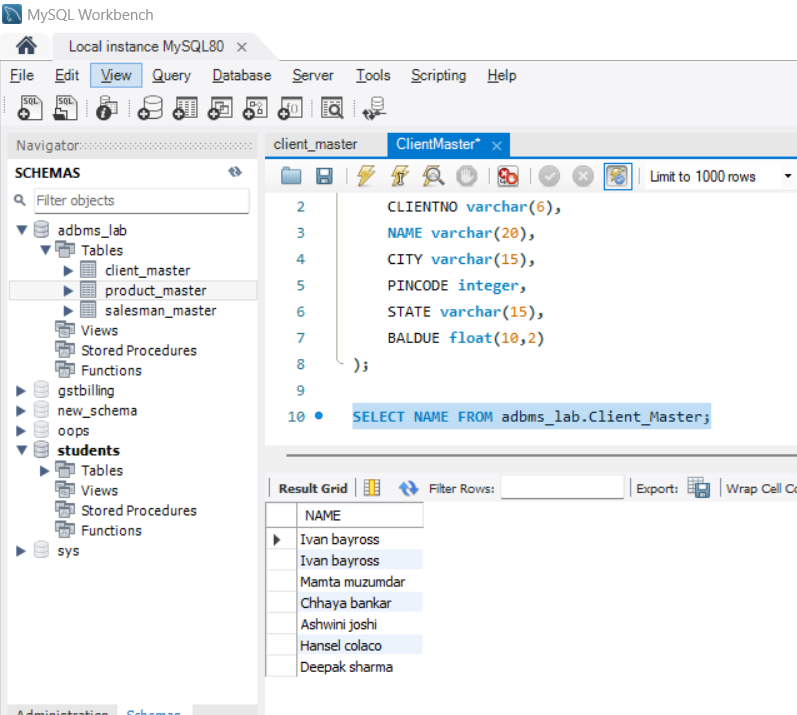 MySQL Workbench
Local instance MySQL80
File Edit View Query Database Server Tools Scripting Help
Navigator
SCHEMAS
Filter objects
adbms_lab
Tables
client_master
product_master
salesman_master
Views
Stored Procedures
Functions
gstbilling
new_schema
oops
students
Tables
Views
Stored Procedures
Functions
sys
Administration Schemas
client_master ClientMaster*
Limit to 1000 rows
2 CLIENTNO varchar(6),
3 NAME varchar(20),
4 CITY varchar(15),
5 PINCODE integer,
6 STATE varchar(15),
7 BALDUE float(10,2)
8 );
9
10 SELECT NAME FROM adbms_lab.Client_Master;
Result Grid Filter Rows: Export: Wrap Cell Co
NAME
Ivan bayross
Ivan bayross
Mamta muzumdar
Chhaya bankar
Ashwini joshi
Hansel colaco
Deepak sharma